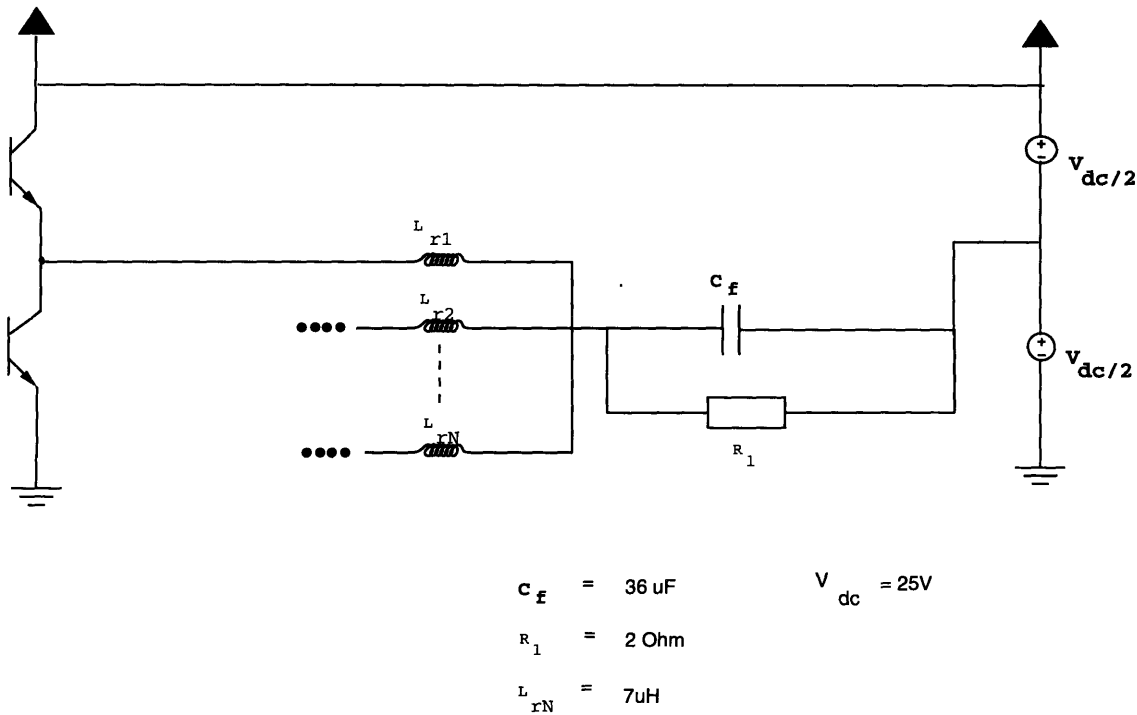 +
−
V dc/2
L r1
C f
L r2
+
−
V dc/2
L rN
R 1
C f = 36 uF
V dc = 25V
R 1 = 2 Ohm
L rN = 7uH